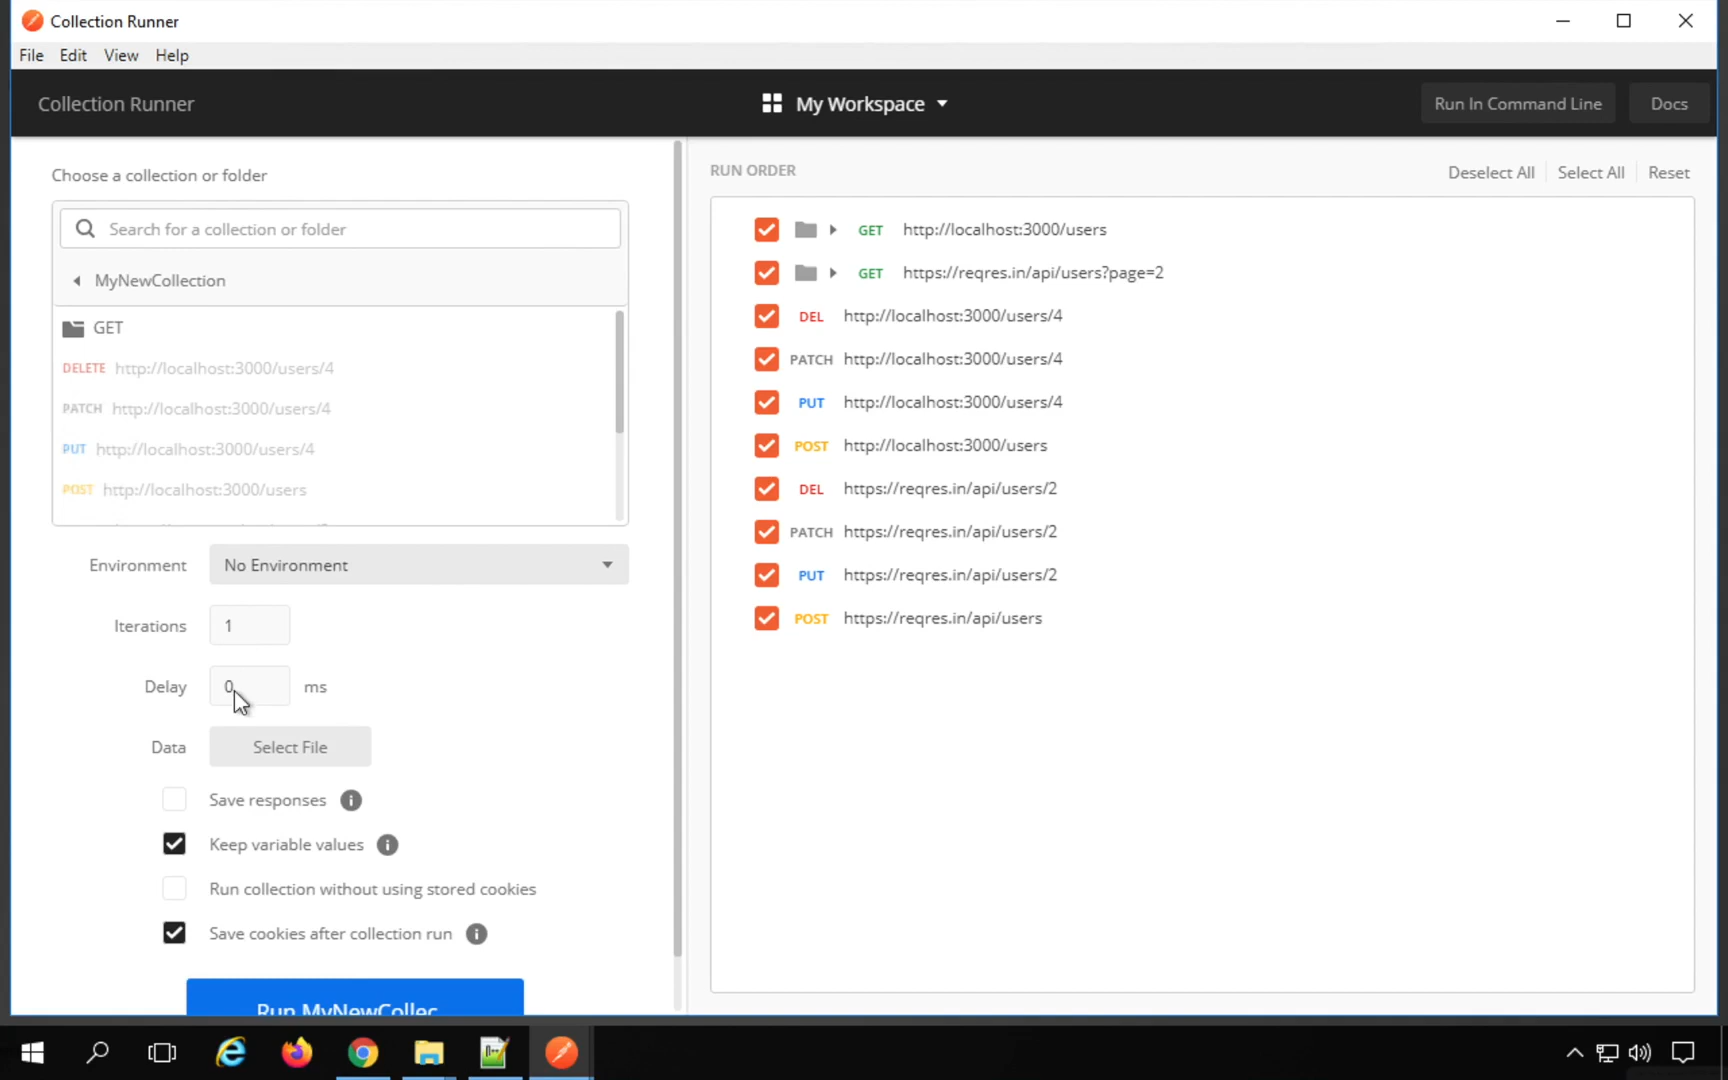 Collection Runner
File Edit View Help
Collection Runner
My Workspace
Run In Command Line
Docs
Choose a collection or folder
Search for a collection or folder
MyNewCollection
GET
DELETE http://localhost:3000/users/4
PATCH http://localhost:3000/users/4
PUT http://localhost:3000/users/4
POST http://localhost:3000/users
Environment No Environment
Iterations 1
Delay 0 ms
Data Select File
Save responses
Keep variable values
Run collection without using stored cookies
Save cookies after collection run
Run MyNewCollec
RUN ORDER
Deselect All Select All Reset
GET http://localhost:3000/users
GET https://reqres.in/api/users?page=2
DEL http://localhost:3000/users/4
PATCH http://localhost:3000/users/4
PUT http://localhost:3000/users/4
POST http://localhost:3000/users
DEL https://reqres.in/api/users/2
PATCH https://reqres.in/api/users/2
PUT https://reqres.in/api/users/2
POST https://reqres.in/api/users